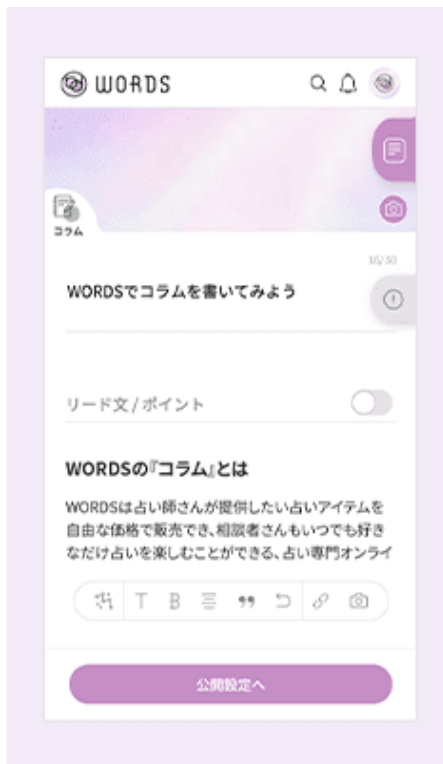 WORDS
コラム
16/30
WORDSでコラムを書いてみよう
リード文 / ポイント
WORDSの『コラム』とは
WORDSは占い師さんが提供したい占いアイテムを
自由な価格で販売でき、相談者さんもいつでも好き
なだけ占いを楽しむことができる、占い専門オンライ
T B
公開設定へ